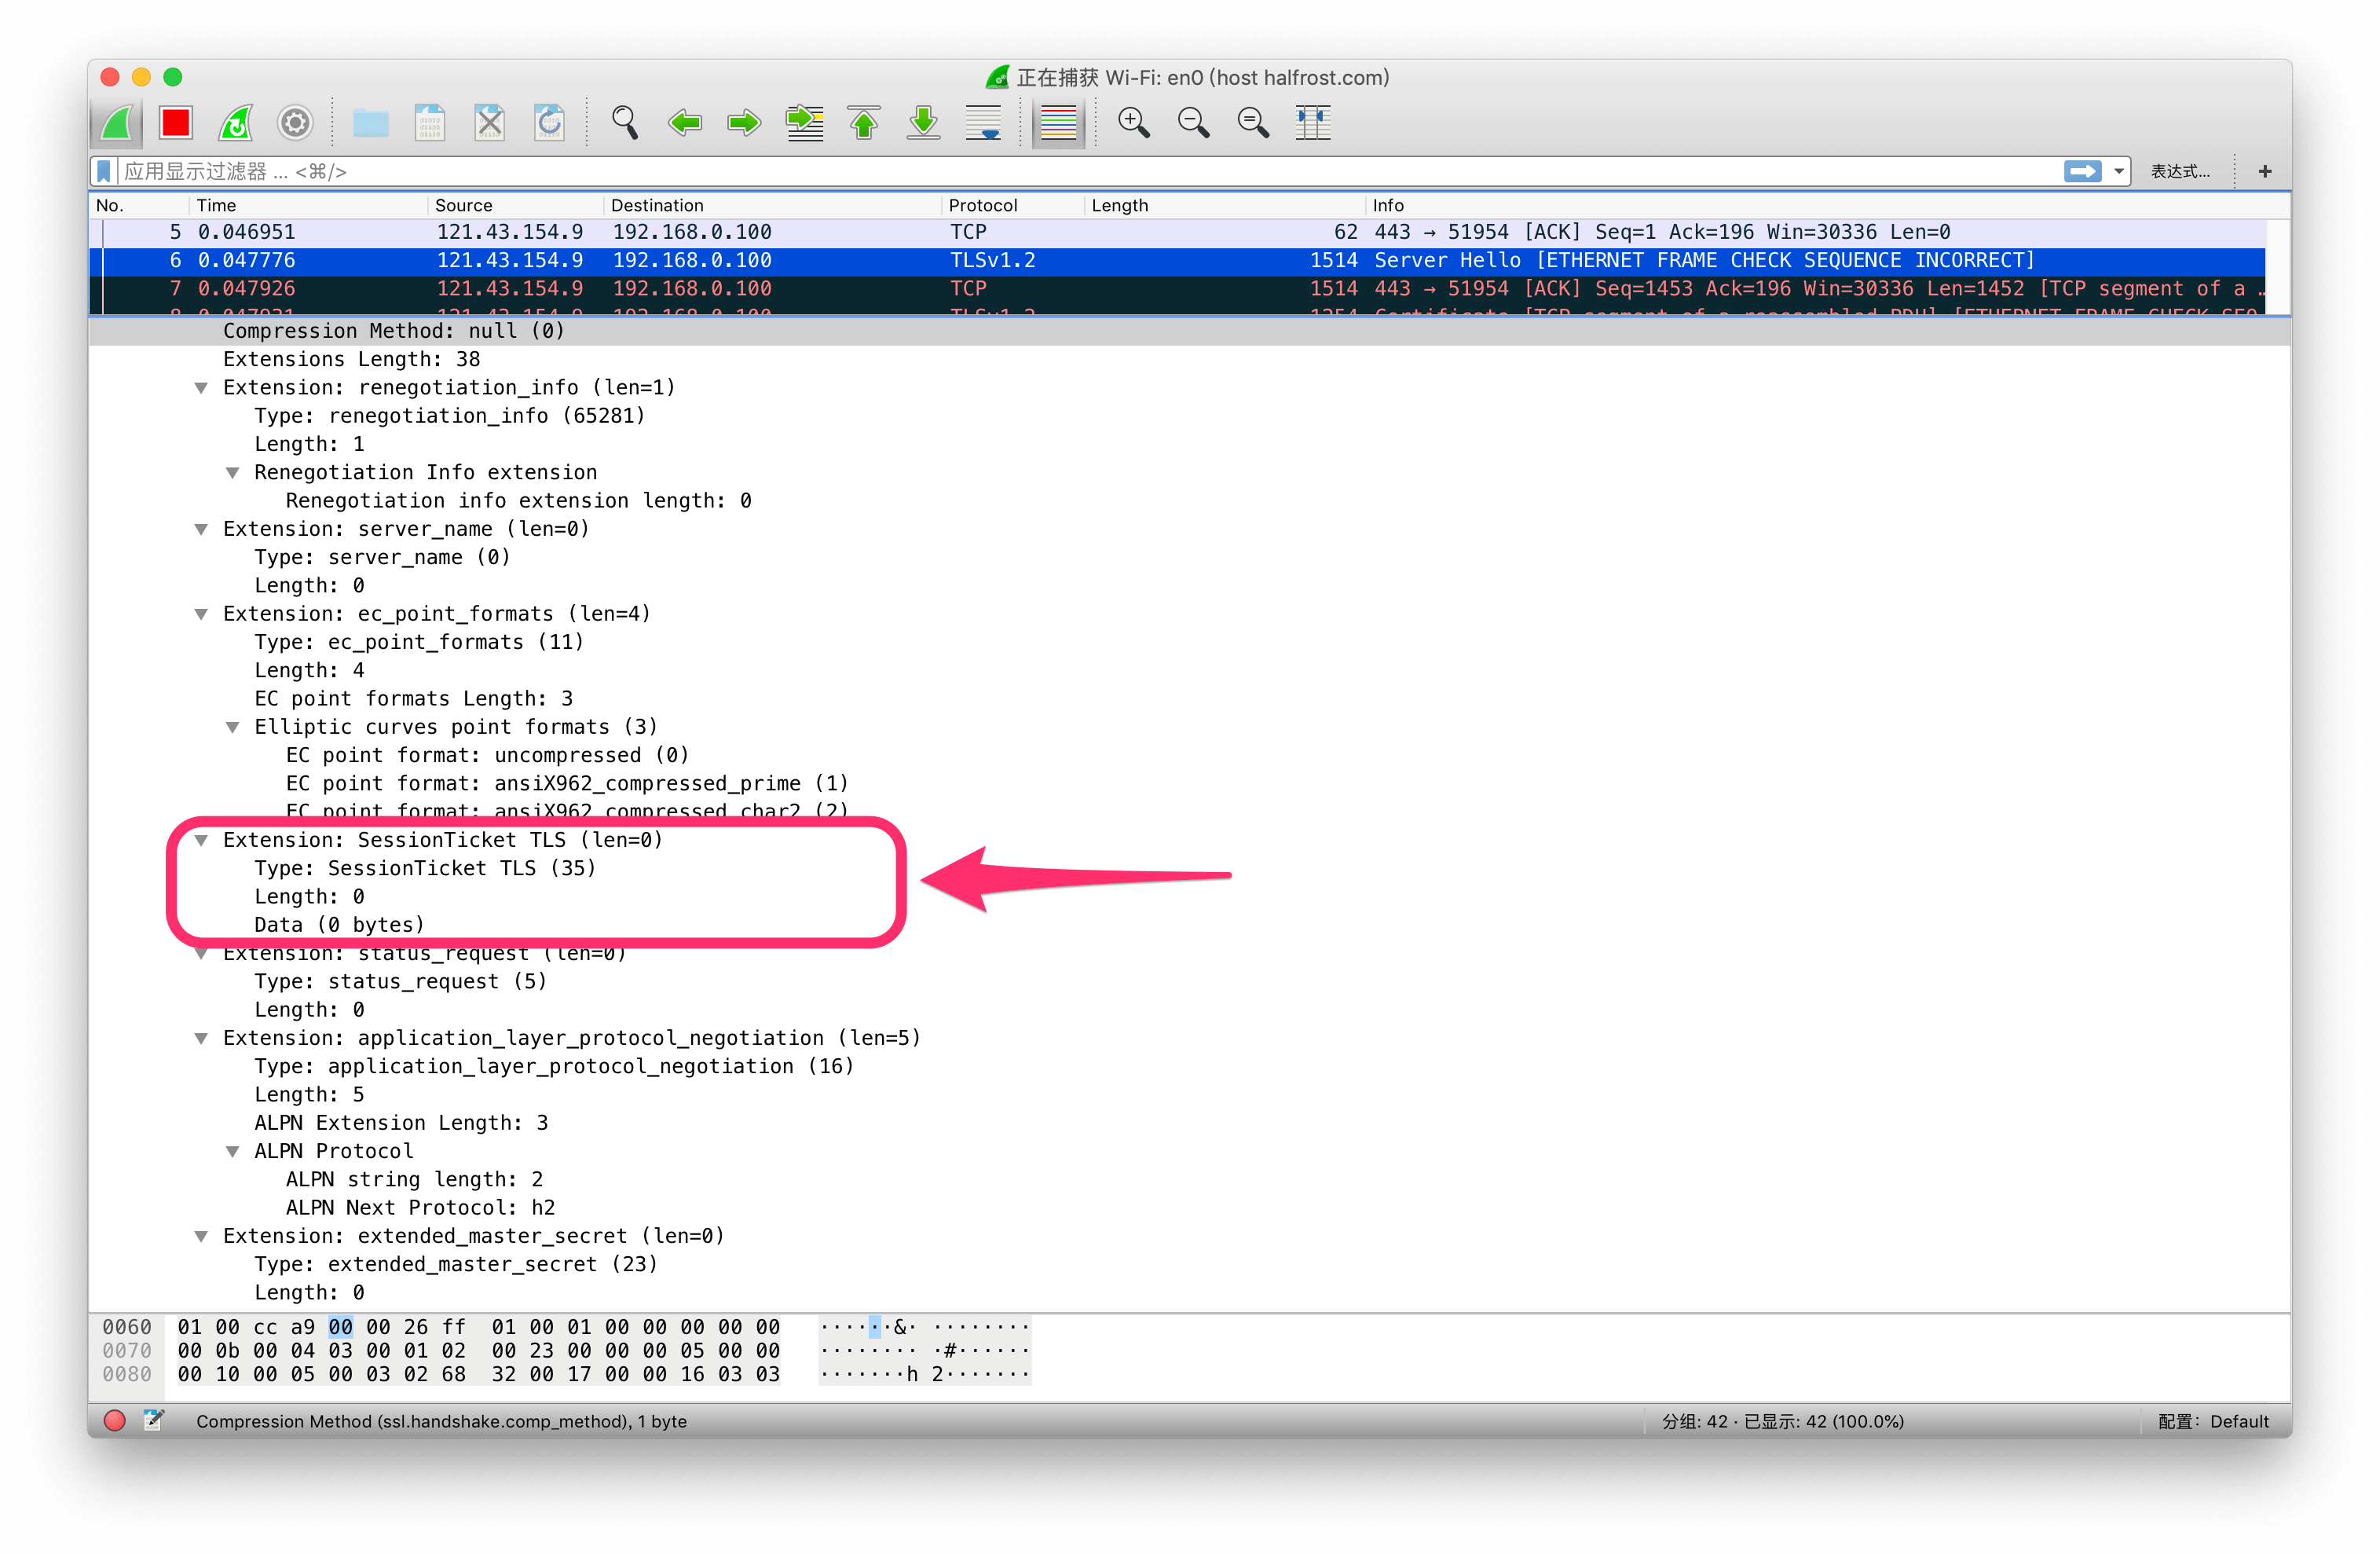 正在捕获 Wi-Fi: en0 (host halfrost.com)
应用显示过滤器 ... <⌘/>
表达式...
+
No. Time Source Destination Protocol Length Info
5 0.046951 121.43.154.9 192.168.0.100 TCP 62 443 → 51954 [ACK] Seq=1 Ack=196 Win=30336 Len=0
6 0.047776 121.43.154.9 192.168.0.100 TLSv1.2 1514 Server Hello [ETHERNET FRAME CHECK SEQUENCE INCORRECT]
7 0.047926 121.43.154.9 192.168.0.100 TCP 1514 443 → 51954 [ACK] Seq=1453 Ack=196 Win=30336 Len=1452 [TCP segment of a …
Compression Method: null (0)
Extensions Length: 38
Extension: renegotiation_info (len=1)
Type: renegotiation_info (65281)
Length: 1
Renegotiation Info extension
Renegotiation info extension length: 0
Extension: server_name (len=0)
Type: server_name (0)
Length: 0
Extension: ec_point_formats (len=4)
Type: ec_point_formats (11)
Length: 4
EC point formats Length: 3
Elliptic curves point formats (3)
EC point format: uncompressed (0)
EC point format: ansiX962_compressed_prime (1)
EC point format: ansiX962_compressed_char2 (2)
Extension: SessionTicket TLS (len=0)
Type: SessionTicket TLS (35)
Length: 0
Data (0 bytes)
Extension: status_request (len=0)
Type: status_request (5)
Length: 0
Extension: application_layer_protocol_negotiation (len=5)
Type: application_layer_protocol_negotiation (16)
Length: 5
ALPN Extension Length: 3
ALPN Protocol
ALPN string length: 2
ALPN Next Protocol: h2
Extension: extended_master_secret (len=0)
Type: extended_master_secret (23)
Length: 0
0060 01 00 cc a9 00 00 26 ff 01 00 01 00 00 00 00 00 ······&· ········
0070 00 0b 00 04 03 00 01 02 00 23 00 00 00 05 00 00 ········ ·#······
0080 00 10 00 05 00 03 02 68 32 00 17 00 00 16 03 03 ·······h 2·······
Compression Method (ssl.handshake.comp_method), 1 byte
分组: 42 · 已显示: 42 (100.0%)
配置: Default